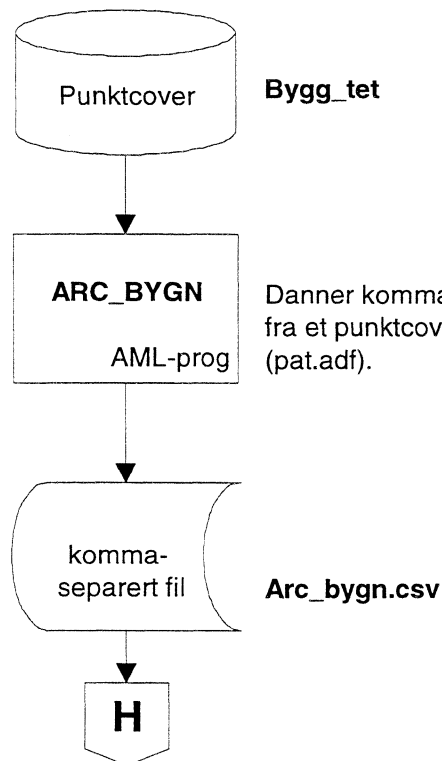 Punktcover
Bygg_tet
ARC_BYGN
AML-prog
Danner komma
fra et punktcov
(pat.adf).
komma-
separert fil
Arc_bygn.csv
H